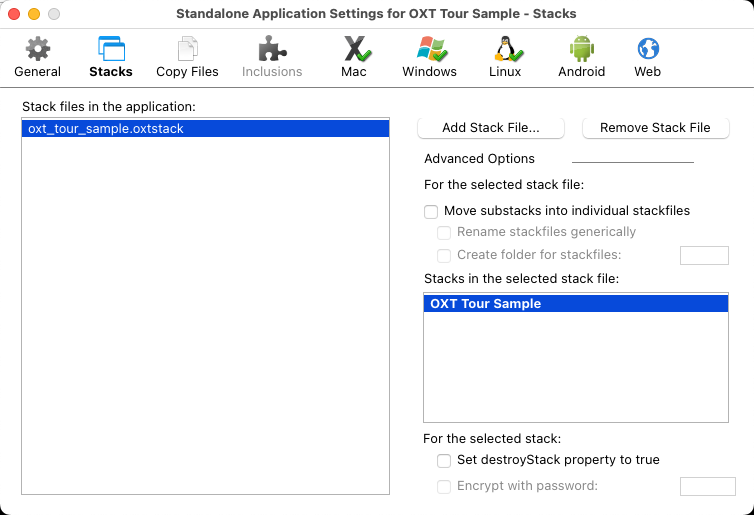 Standalone Application Settings for OXT Tour Sample - Stacks
General Stacks Copy Files Inclusions Mac Windows Linux Android Web
Stack files in the application:
oxt_tour_sample.oxtstack
Add Stack File... Remove Stack File
Advanced Options
For the selected stack file:
Move substacks into individual stackfiles
Rename stackfiles generically
Create folder for stackfiles:
Stacks in the selected stack file:
OXT Tour Sample
For the selected stack:
Set destroyStack property to true
Encrypt with password: